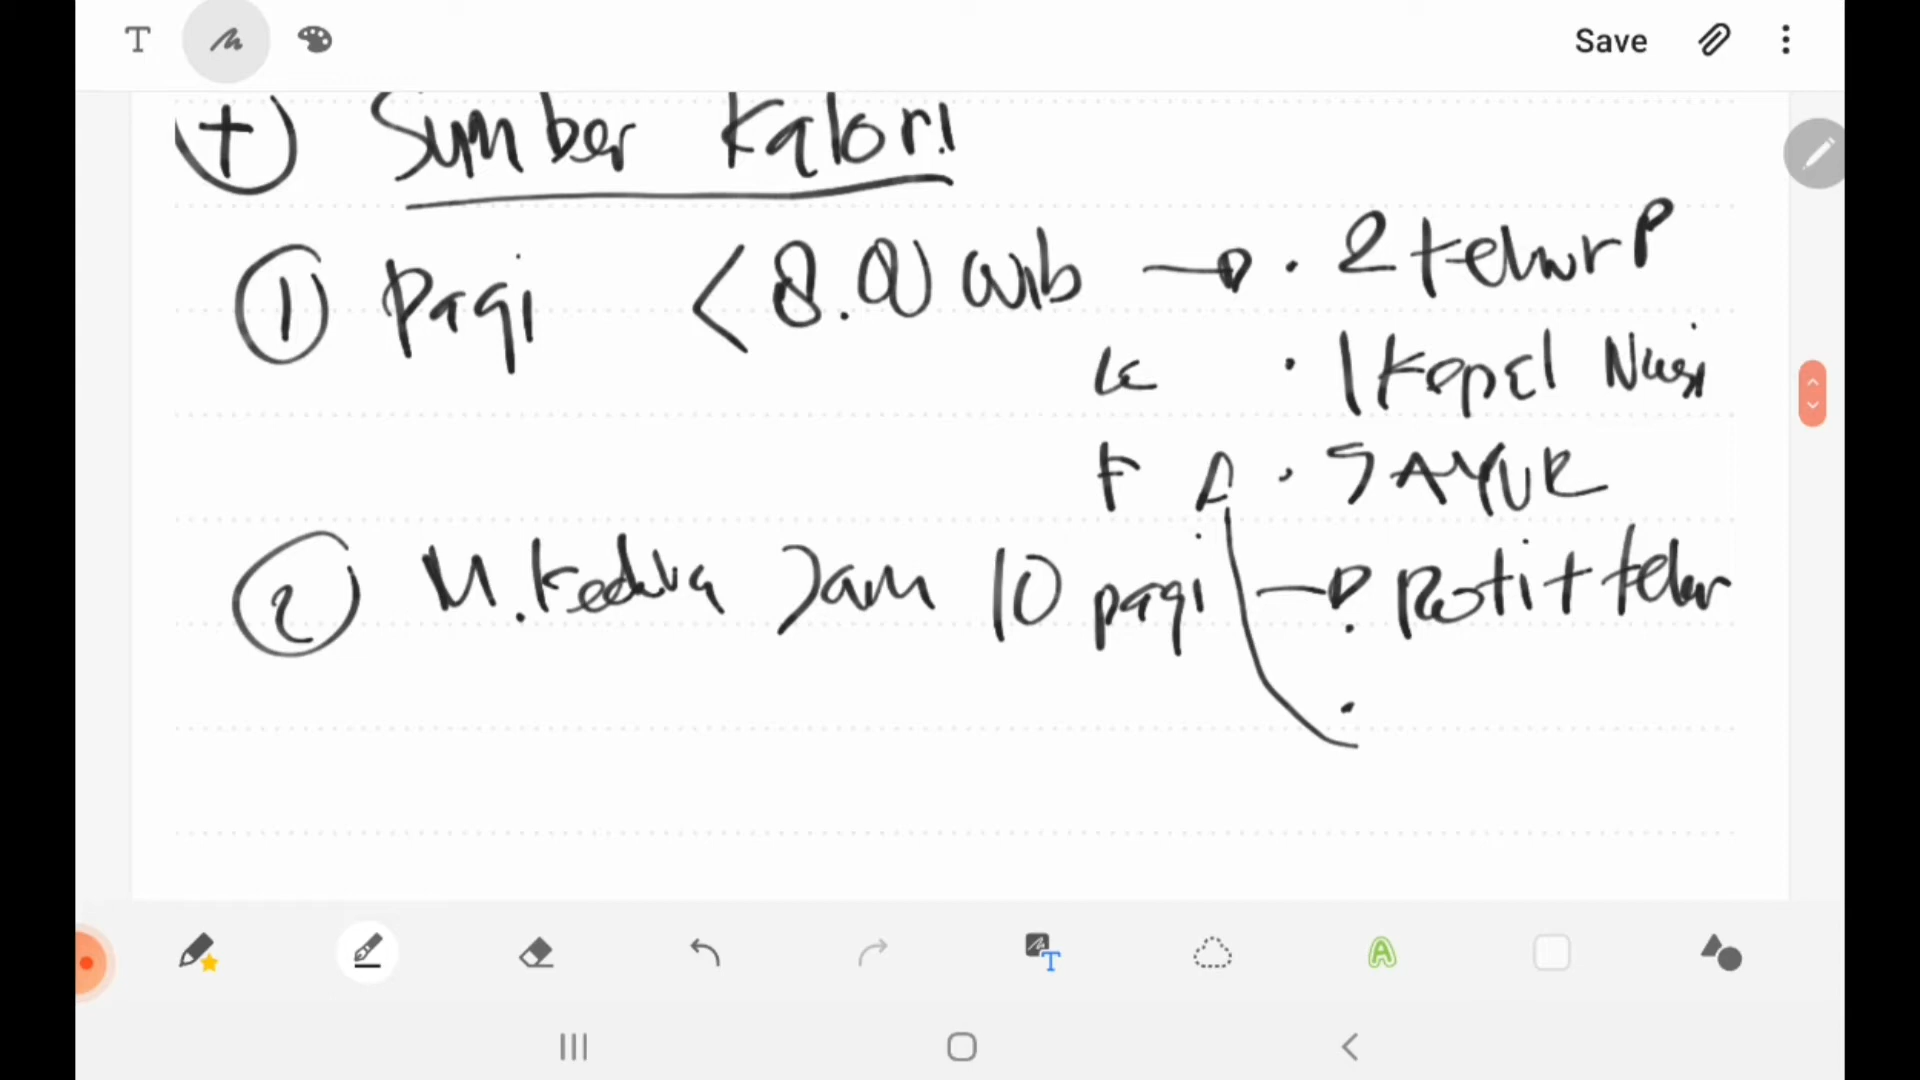 T Save
+ Sumber Kalori
1 Pagi < 8.00 wib → • 2 telur P
K • 1 kepel Nasi
F A • SAYUR
2 M. Kedua Jam 10 pagi → Roti + telur
•
A